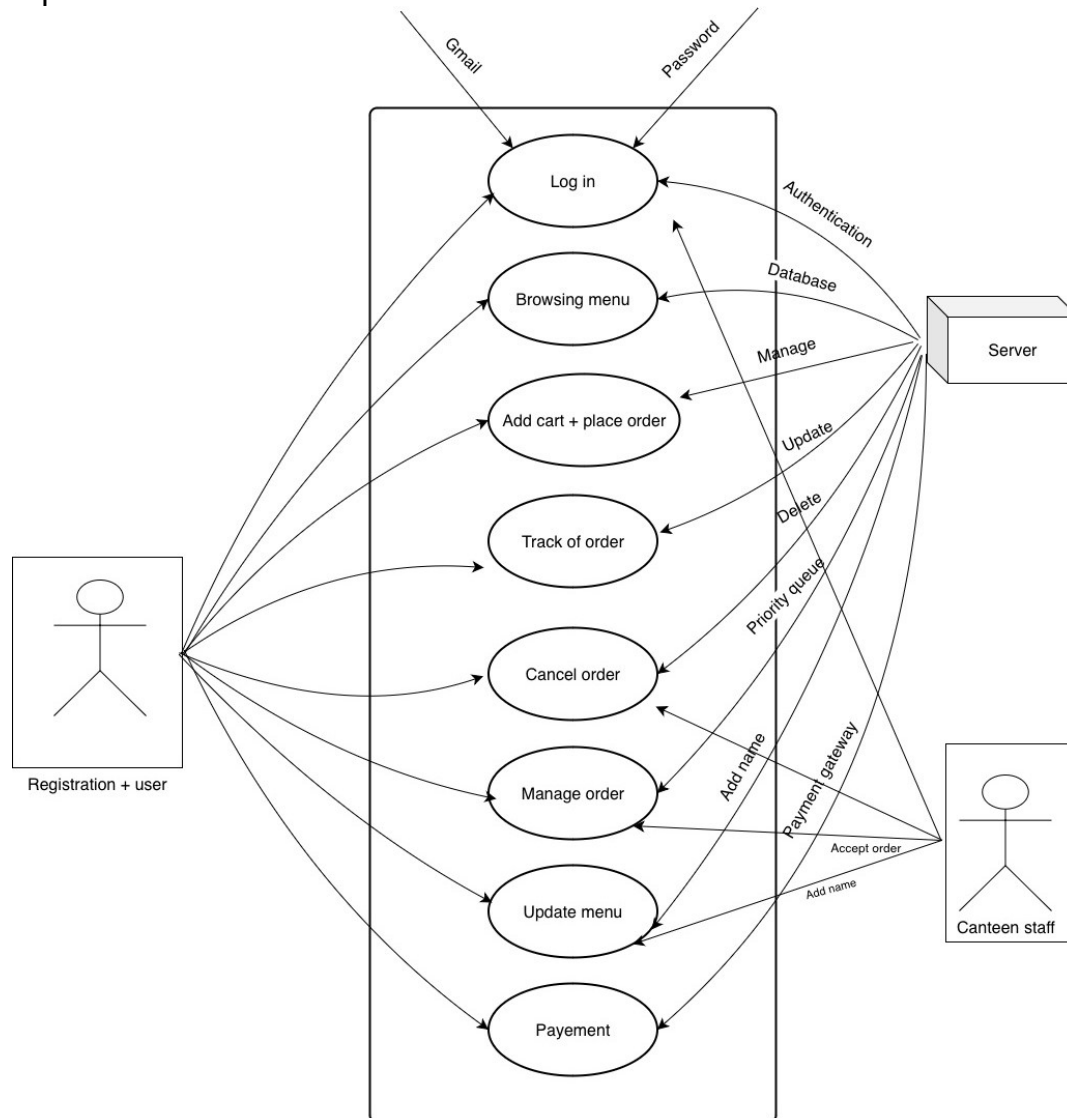 Gmail
Password
Log in
Authentication
Browsing menu
Database
Server
Manage
Add cart + place order
Update
Track of order
Delete
Priority queue
Cancel order
Registration + user
Add name
Payment gateway
Manage order
Accept order
Add name
Update menu
Canteen staff
Payement